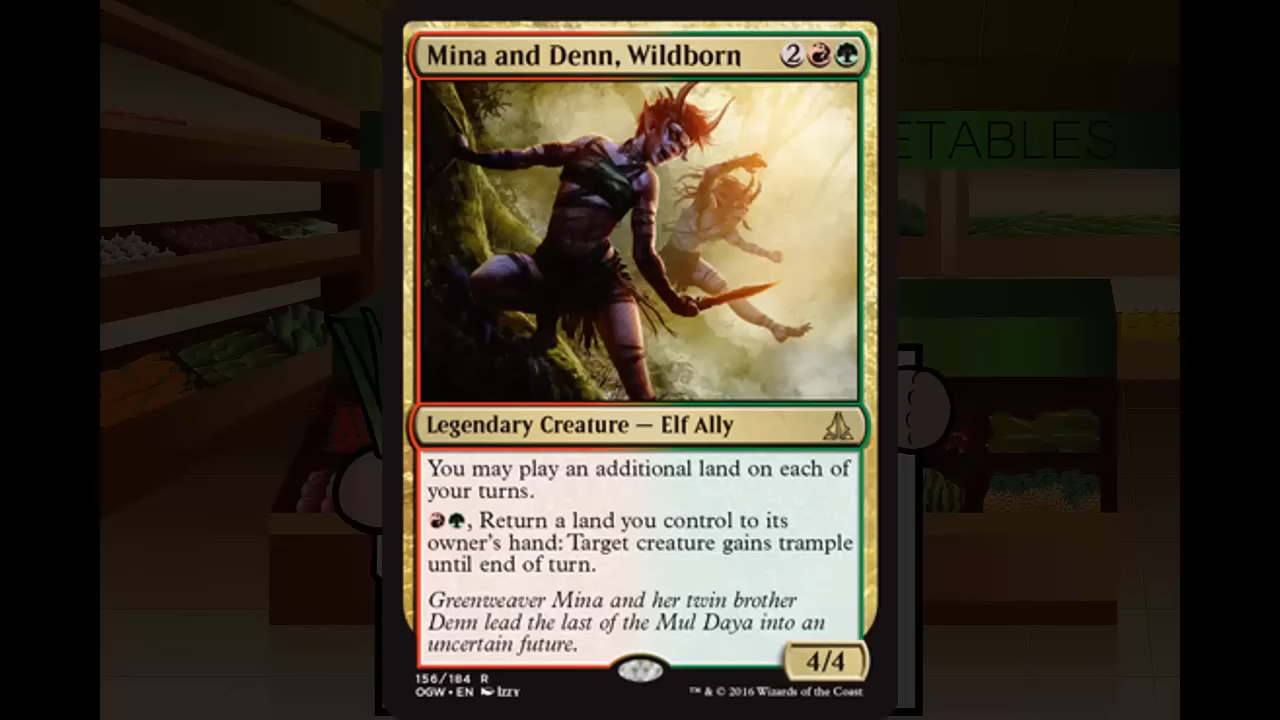 Mina and Denn, Wildborn 2
ETABLES
Legendary Creature — Elf Ally
You may play an additional land on each of
your turns.
, Return a land you control to its
owner's hand: Target creature gains trample
until end of turn.
Greenweaver Mina and her twin brother
Denn lead the last of the Mul Daya into an
uncertain future.
4/4
156/184 R
OGW • EN Izzy
™ & © 2016 Wizards of the Coast